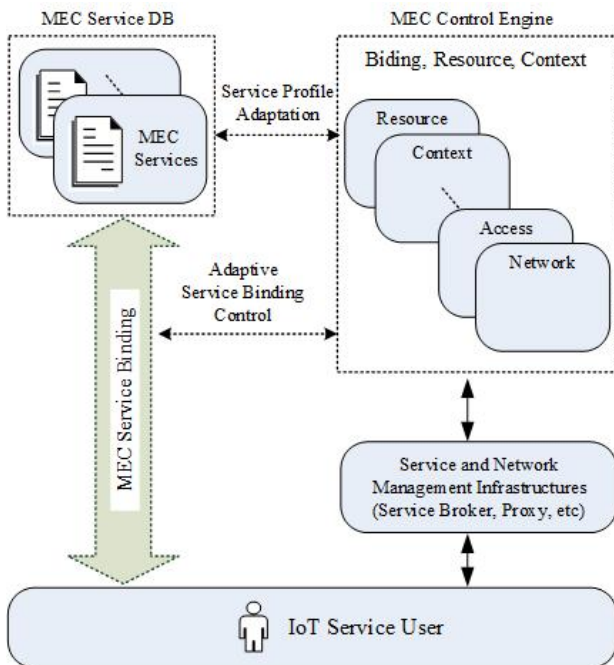 MEC Service DB
MEC Control Engine
Biding, Resource, Context
Service Profile
Adaptation
MEC
Services
Resource
Context
Access
Network
Adaptive
Service Binding
Control
MEC Service Binding
Service and Network
Management Infrastructures
(Service Broker, Proxy, etc)
IoT Service User